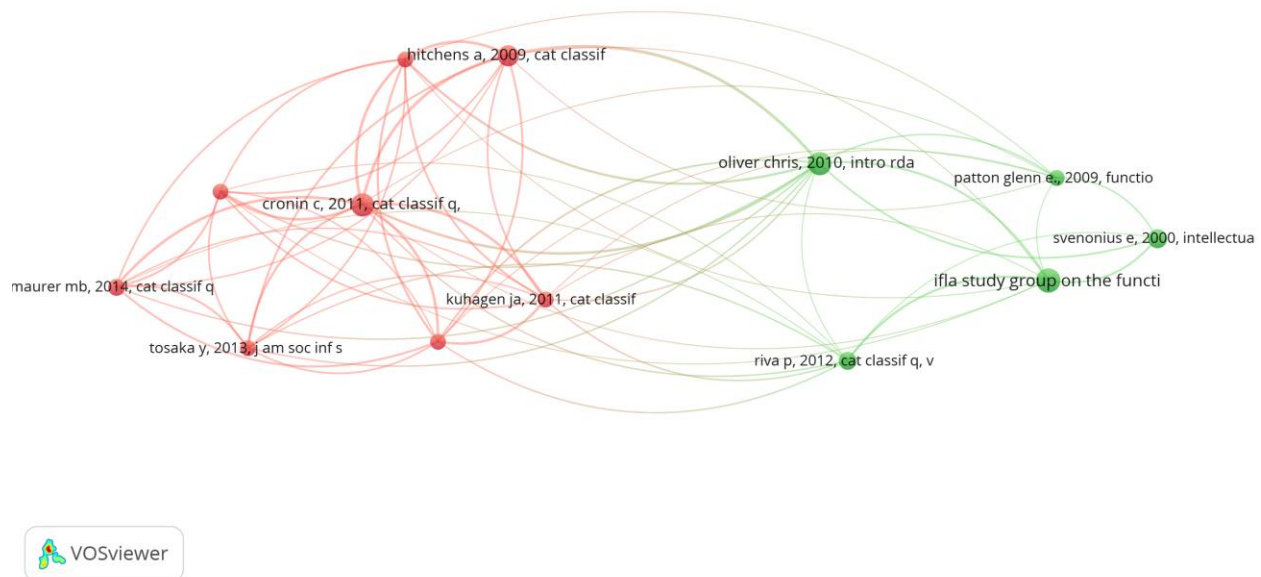 hitchens a, 2009, cat classif
oliver chris, 2010, intro rda
patton glenn e., 2009, functio
cronin c, 2011, cat classif q,
svenonius e, 2000, intellectua
ifla study group on the functi
maurer mb, 2014, cat classif q
kuhagen ja, 2011, cat classif
tosaka y, 2013, j am soc inf s
riva p, 2012, cat classif q, v
VOSviewer